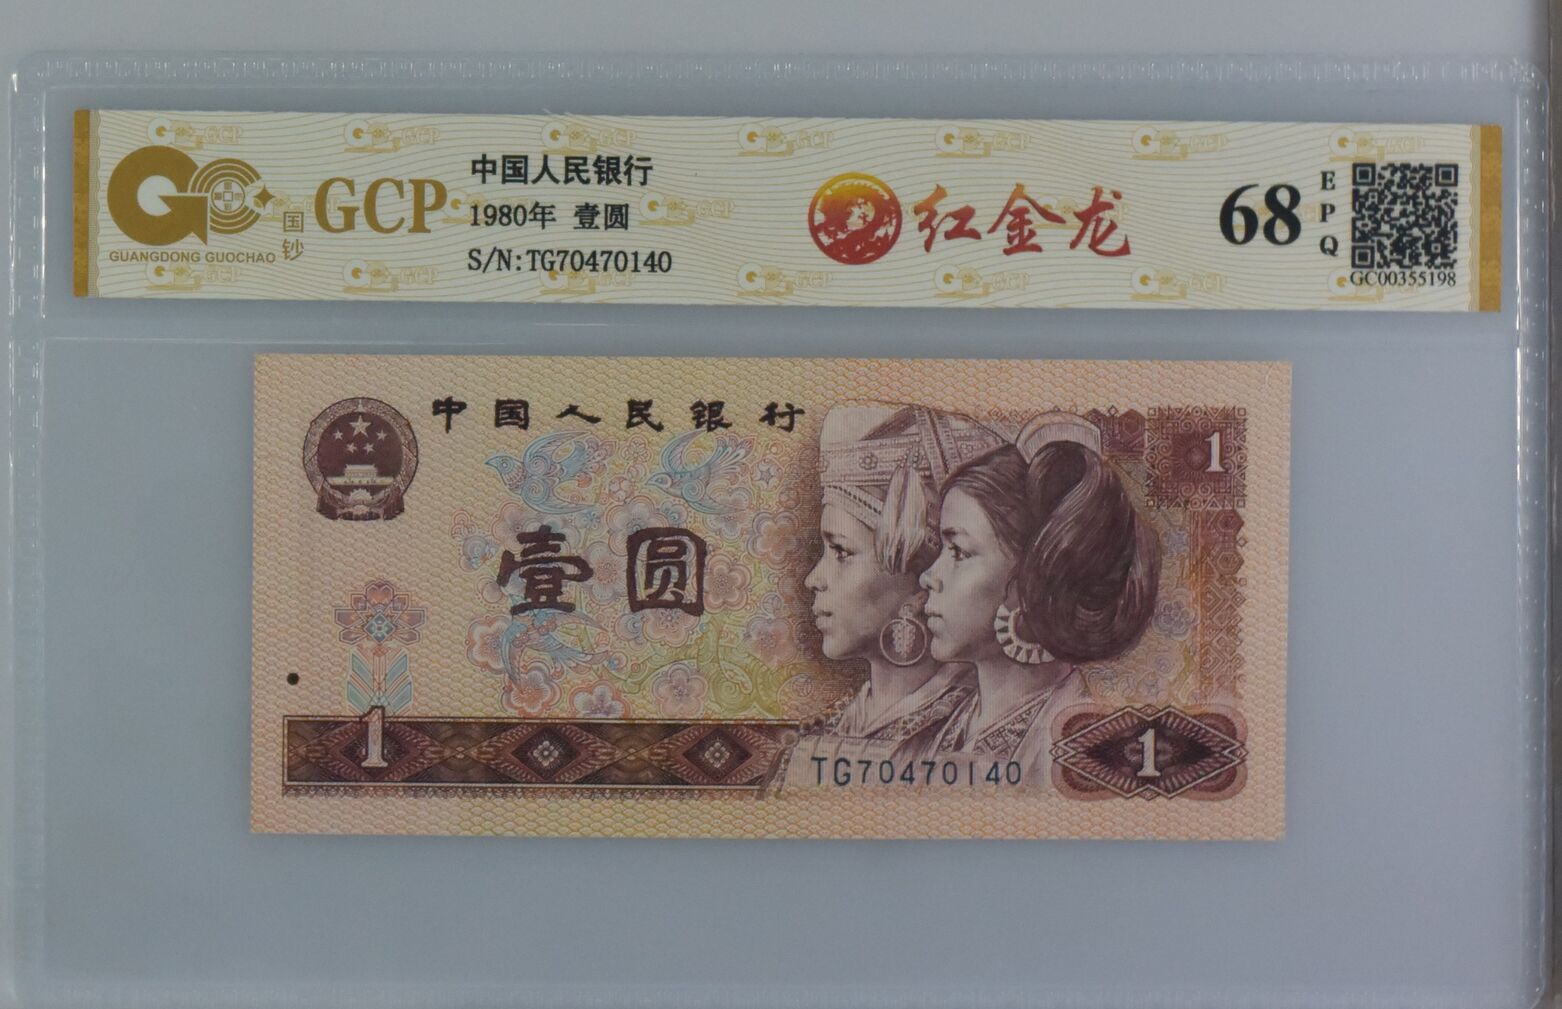 GUANGDONG GUOCHAO
国钞
GCP
中国人民银行
1980年 壹圆
S/N:TG70470140
红金龙
68
EPQ
GC00355198
中国人民银行
1
壹圆
1
TG70470140
1